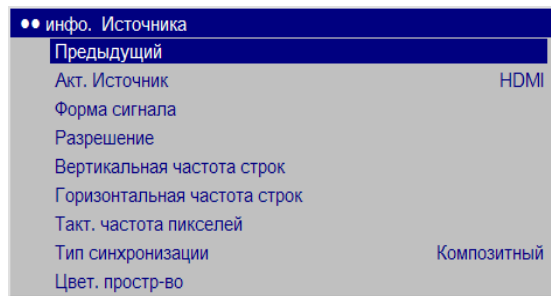 •• инфо. Источника
Предыдущий
Акт. Источник HDMI
Форма сигнала
Разрешение
Вертикальная частота строк
Горизонтальная частота строк
Такт. частота пикселей
Тип синхронизации Композитный
Цвет. простр-во